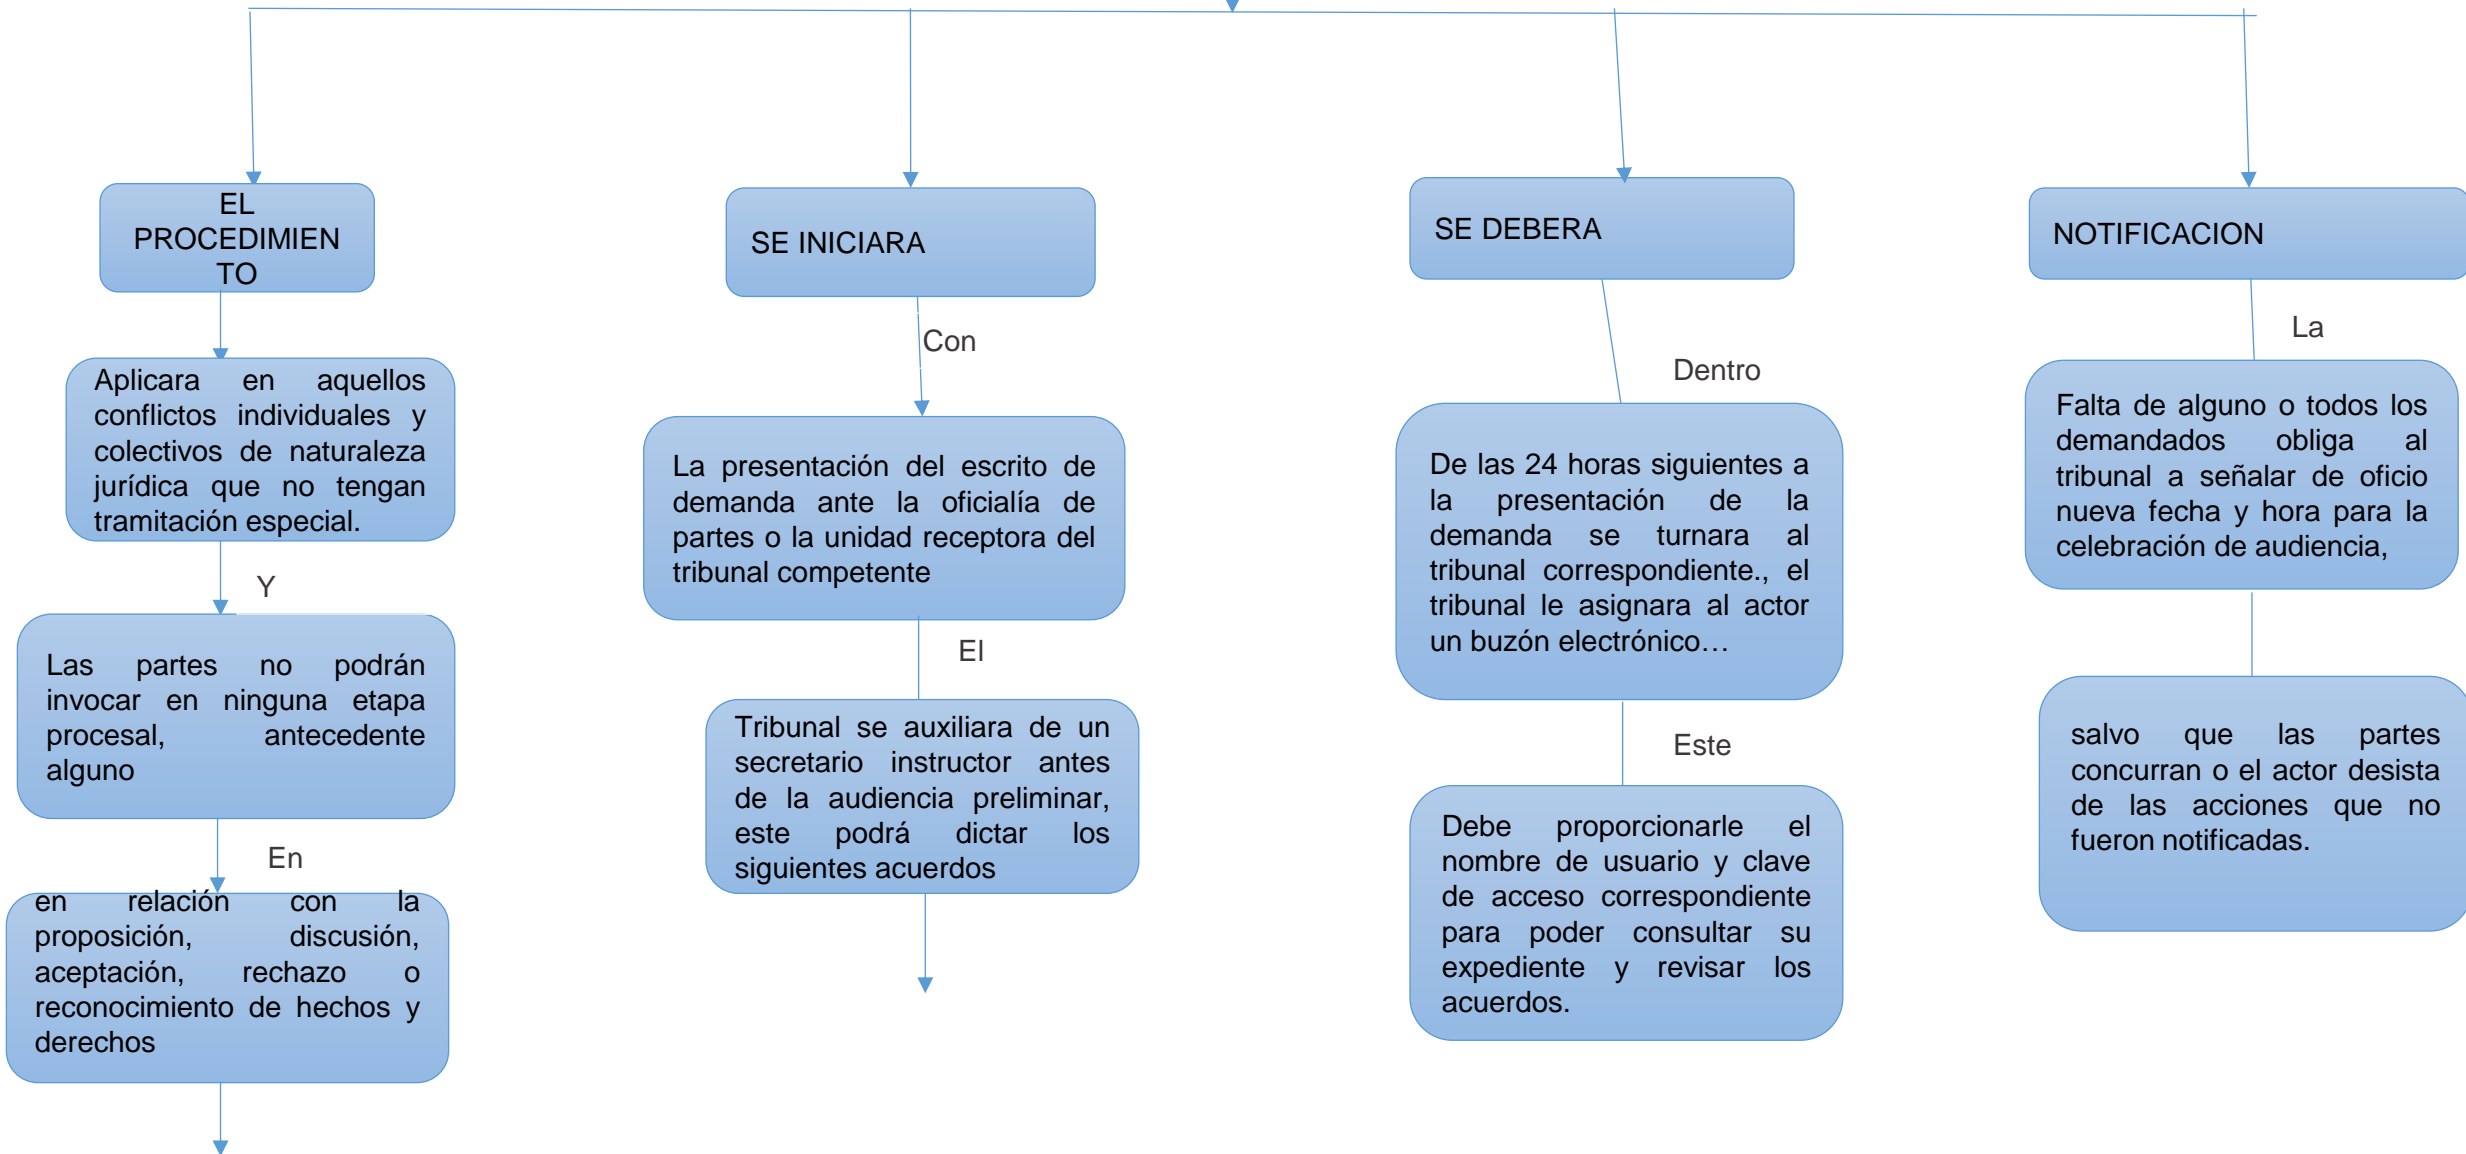 EL
PROCEDIMIEN
TO
Aplicara en aquellos
conflictos individuales y
colectivos de naturaleza
jurídica que no tengan
tramitación especial.
Y
Las partes no podrán
invocar en ninguna etapa
procesal, antecedente
alguno
En
en relación con la
proposición, discusión,
aceptación, rechazo o
reconocimiento de hechos y
derechos
SE INICIARA
Con
La presentación del escrito de
demanda ante la oficialía de
partes o la unidad receptora del
tribunal competente
El
Tribunal se auxiliara de un
secretario instructor antes
de la audiencia preliminar,
este podrá dictar los
siguientes acuerdos
SE DEBERA
Dentro
De las 24 horas siguientes a
la presentación de la
demanda se turnara al
tribunal correspondiente., el
tribunal le asignara al actor
un buzón electrónico…
Este
Debe proporcionarle el
nombre de usuario y clave
de acceso correspondiente
para poder consultar su
expediente y revisar los
acuerdos.
NOTIFICACION
La
Falta de alguno o todos los
demandados obliga al
tribunal a señalar de oficio
nueva fecha y hora para la
celebración de audiencia,
salvo que las partes
concurran o el actor desista
de las acciones que no
fueron notificadas.